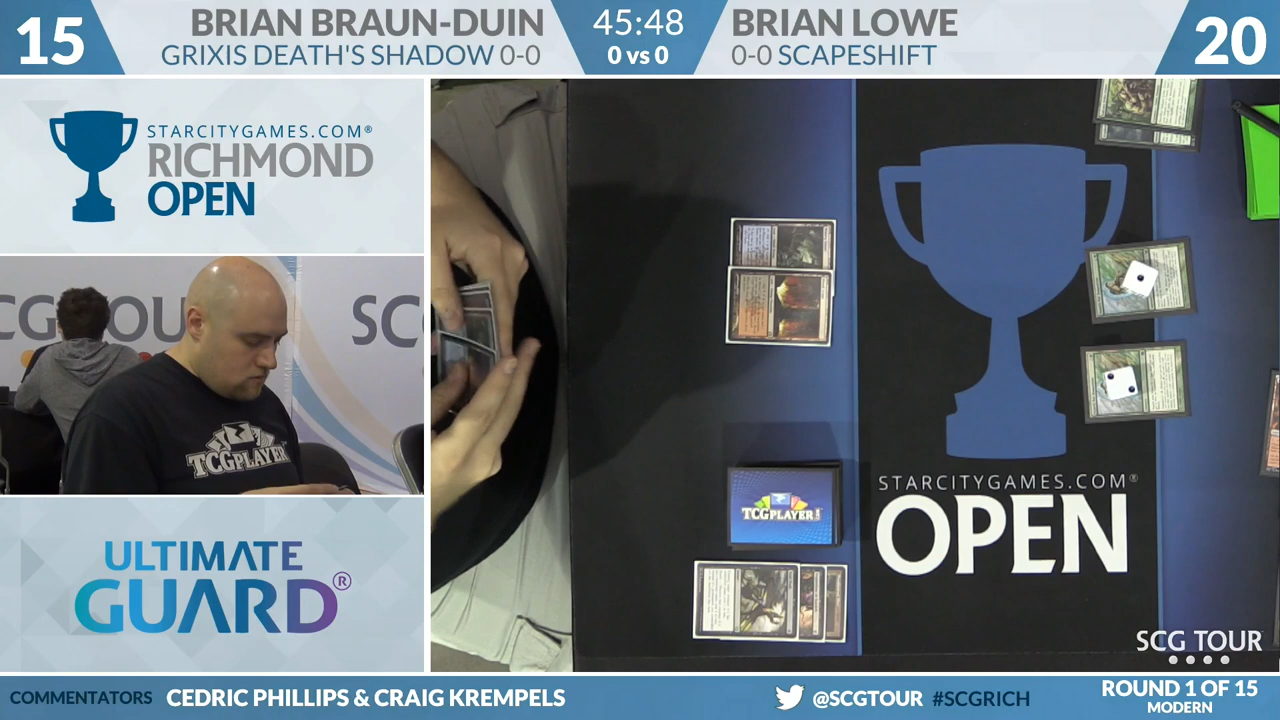 15
BRIAN BRAUN-DUIN
GRIXIS DEATH'S SHADOW 0-0
45:48
0 vs 0
BRIAN LOWE
0-0 SCAPESHIFT
20
STARCITYGAMES.COM®
RICHMOND
OPEN
SCG TOUR
SC
TCGPLAYER
ULTIMATE
GUARD®
TCGPLAYER
STARCITYGAMES.COM®
OPEN
SCG TOUR
COMMENTATORS CEDRIC PHILLIPS & CRAIG KREMPELS
@SCGTOUR #SCGRICH
ROUND 1 OF 15
MODERN